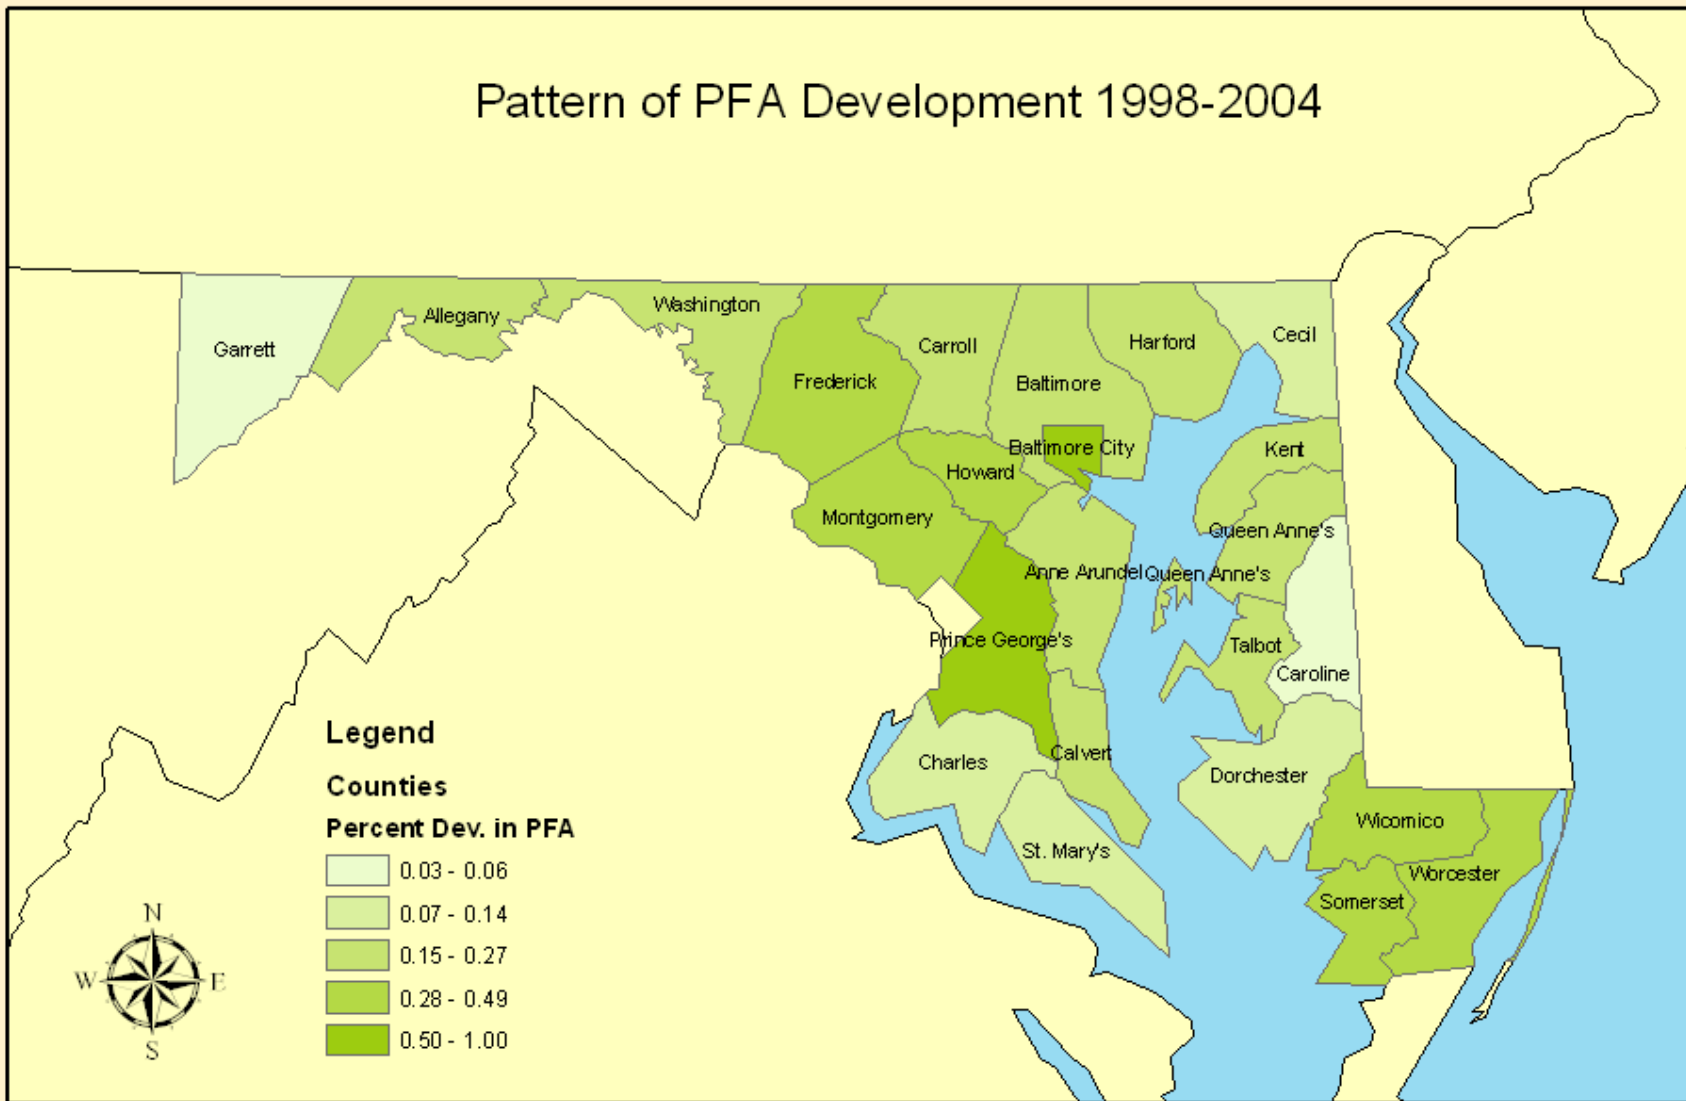 Pattern of PFA Development 1998-2004
Garrett
Allegany
Washington
Frederick
Carroll
Baltimore
Harford
Cecil
Baltimore City
Howard
Kent
Montgomery
Queen Anne's
Anne Arundel
Queen Anne's
Prince George's
Talbot
Caroline
Charles
Calvert
Dorchester
St. Mary's
Wicomico
Worcester
Somerset
Legend
Counties
Percent Dev. in PFA
0.03 - 0.06
0.07 - 0.14
0.15 - 0.27
0.28 - 0.49
0.50 - 1.00
N
W E
S